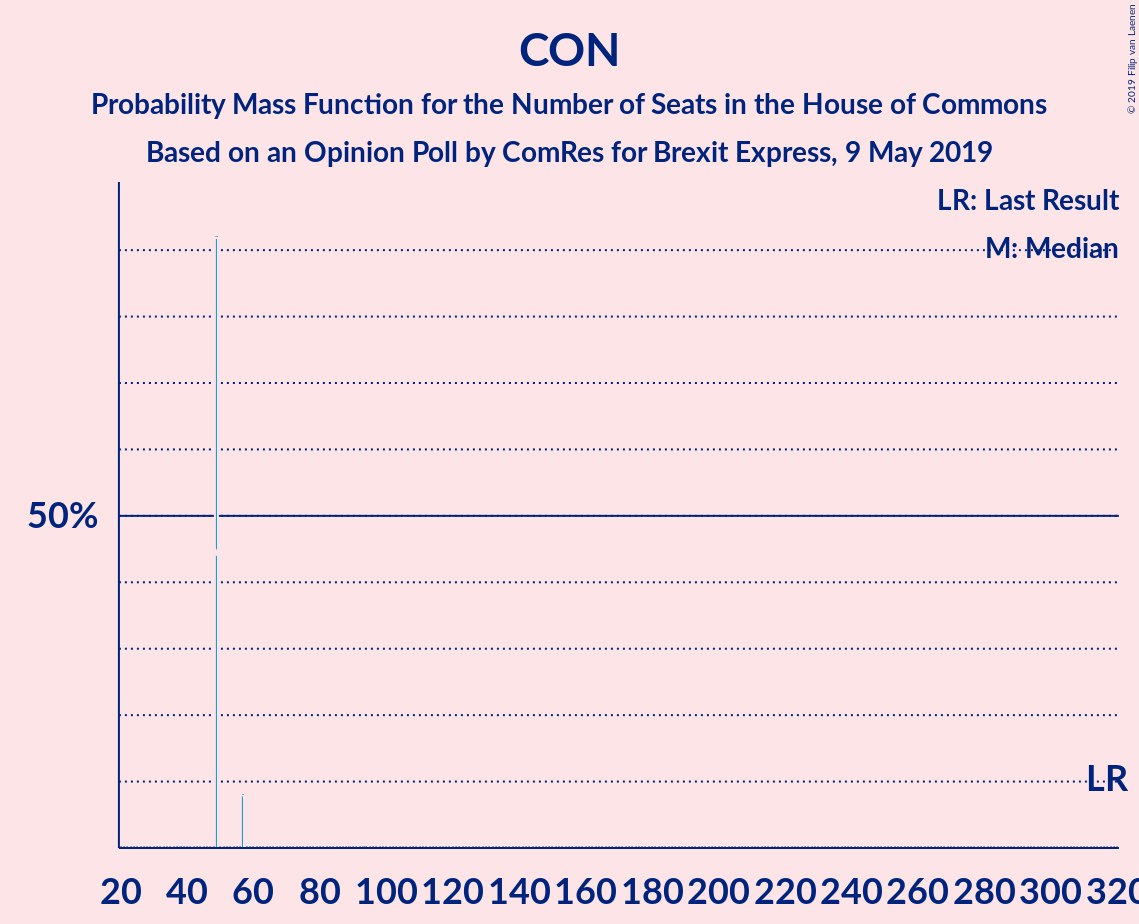 CON
Probability Mass Function for the Number of Seats in the House of Commons
Based on an Opinion Poll by ComRes for Brexit Express, 9 May 2019
© 2019 Filip van Laenen
LR: Last Result
M: Median
50%
LR
20 40 60 80 100 120 140 160 180 200 220 240 260 280 300 320